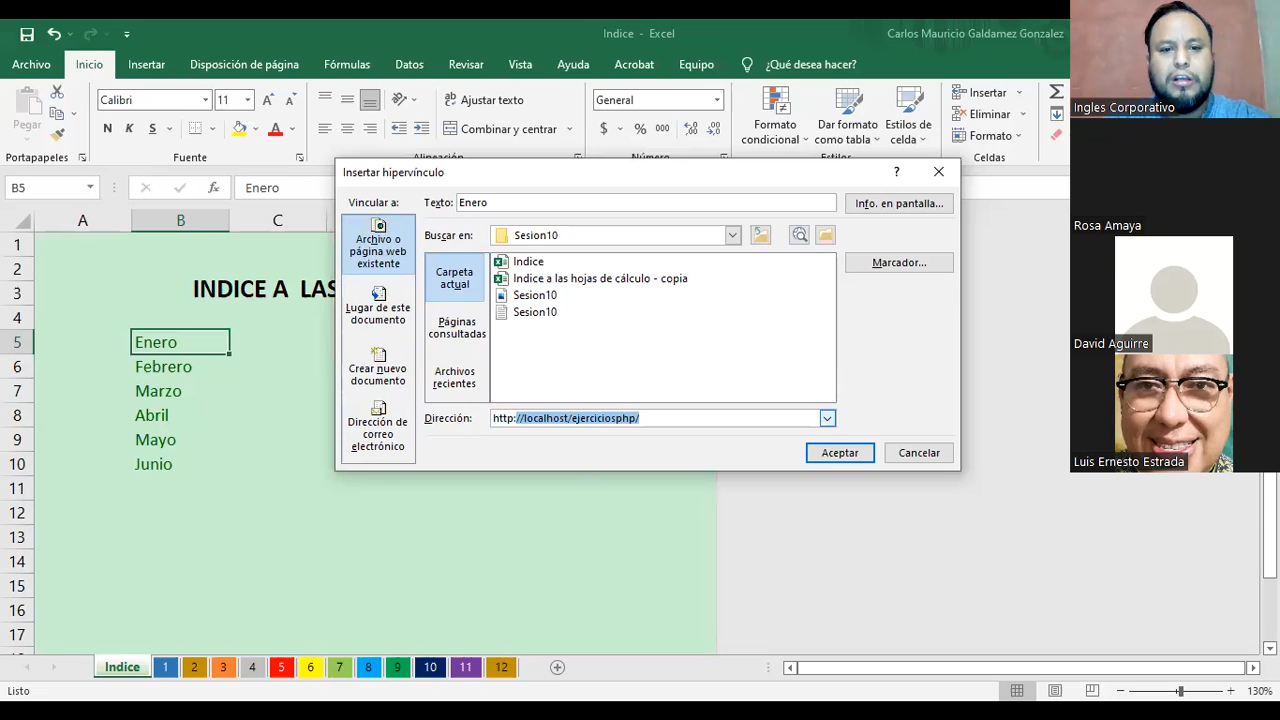 Indice - Excel
Carlos Mauricio Galdamez Gonzalez
Archivo Inicio Insertar Disposición de página Fórmulas Datos Revisar Vista Ayuda Acrobat Equipo ¿Qué desea hacer?
Pegar
Calibri 11
N K S
Ajustar texto
Combinar y centrar
General
$ % 000
Formato condicional
Dar formato como tabla
Estilos de celda
Insertar
Eliminar
Formato
Portapapeles Fuente Alineación Número Estilos Celdas
B5
Enero
A B C
1
2
3 INDICE A LAS
4
5 Enero
6 Febrero
7 Marzo
8 Abril
9 Mayo
10 Junio
11
12
13
14
15
16
17
Insertar hipervínculo
? 
Vincular a:
Texto: Enero
Info. en pantalla...
Archivo o página web existente
Lugar de este documento
Crear nuevo documento
Dirección de correo electrónico
Buscar en: Sesion10
Carpeta actual
Páginas consultadas
Archivos recientes
Indice
Indice a las hojas de cálculo - copia
Sesion10
Sesion10
Marcador...
Dirección: http://localhost/ejerciciosphp/
Aceptar Cancelar
Ingles Corporativo
Rosa Amaya
David Aguirre
Luis Ernesto Estrada
Indice 1 2 3 4 5 6 7 8 9 10 11 12
Listo
130%